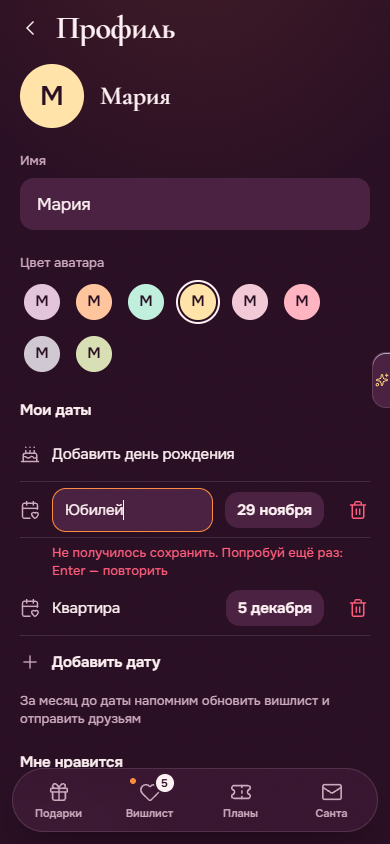 Профиль
М
Мария
Имя
Мария
Цвет аватара
М М М М М М
М М
Мои даты
Добавить день рождения
Юбилей 29 ноября
Не получилось сохранить. Попробуй ещё раз:
Enter — повторить
Квартира 5 декабря
Добавить дату
За месяц до даты напомним обновить вишлист и
отправить друзьям
Мне нравится
5
Подарки Вишлист Планы Санта